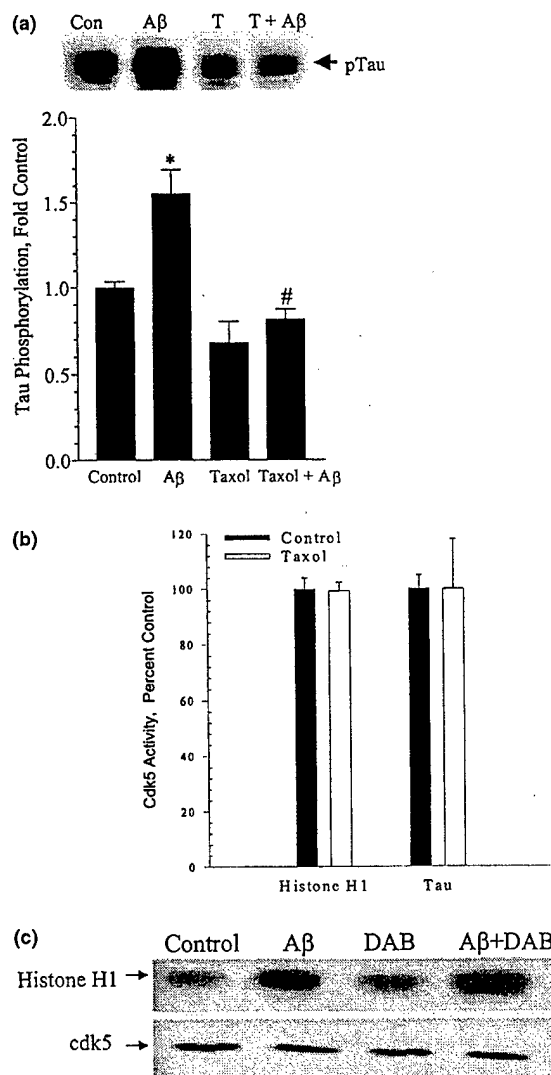 (a)
Con Aβ T T + Aβ
pTau
2.0
*
1.5
#
1.0
0.5
0.0
Tau Phosphorylation, Fold Control
Control Aβ Taxol Taxol + Aβ
(b)
120
Control
Taxol
100
80
60
40
20
0
Cdk5 Activity, Percent Control
Histone H1 Tau
(c)
Control Aβ DAB Aβ+DAB
Histone H1
cdk5